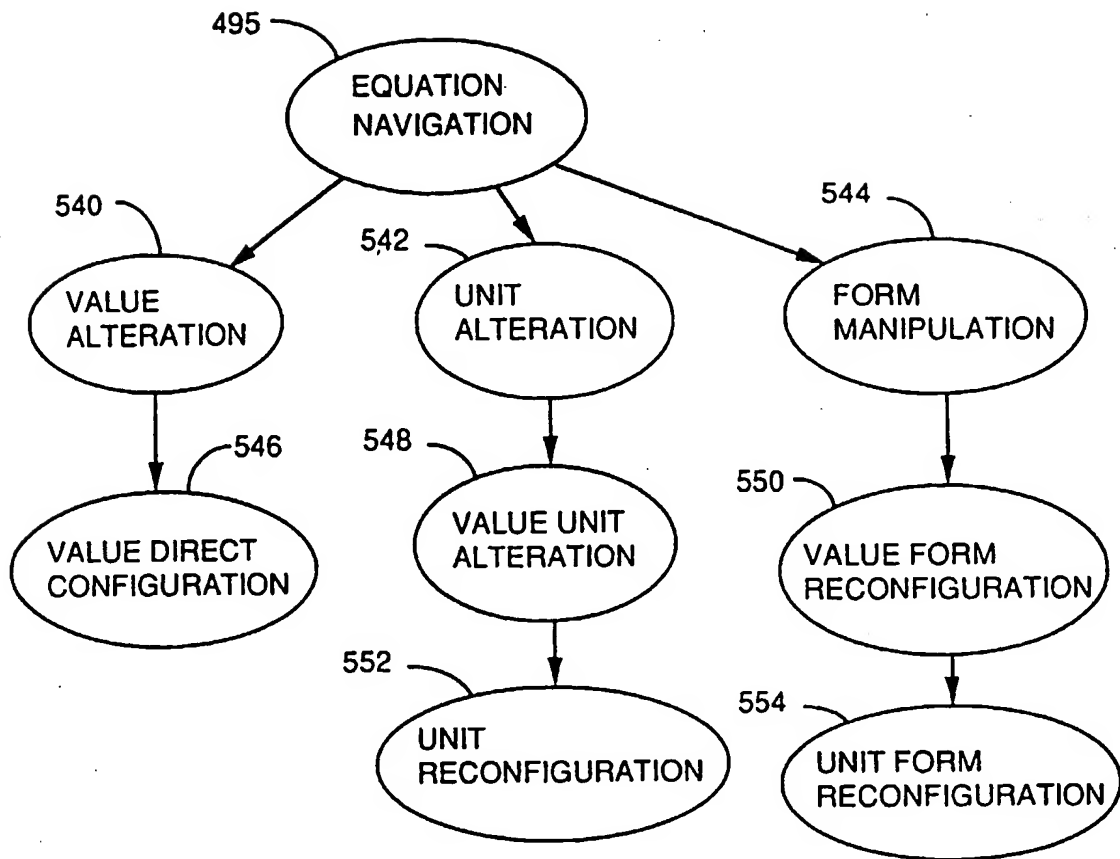 495
EQUATION
NAVIGATION
540
VALUE
ALTERATION
542
UNIT
ALTERATION
544
FORM
MANIPULATION
546
VALUE DIRECT
CONFIGURATION
548
VALUE UNIT
ALTERATION
550
VALUE FORM
RECONFIGURATION
552
UNIT
RECONFIGURATION
554
UNIT FORM
RECONFIGURATION